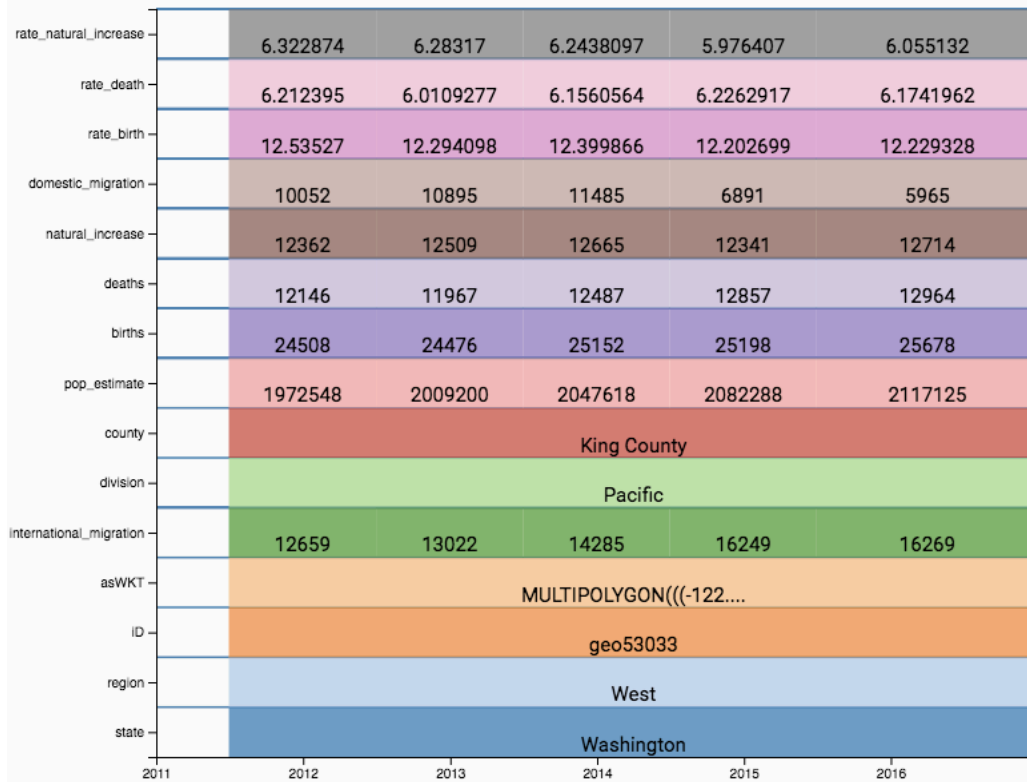 rate_natural_increase 6.322874 6.28317 6.2438097 5.976407 6.055132
rate_death 6.212395 6.0109277 6.1560564 6.2262917 6.1741962
rate_birth 12.53527 12.294098 12.399866 12.202699 12.229328
domestic_migration 10052 10895 11485 6891 5965
natural_increase 12362 12509 12665 12341 12714
deaths 12146 11967 12487 12857 12964
births 24508 24476 25152 25198 25678
pop_estimate 1972548 2009200 2047618 2082288 2117125
county King County
division Pacific
international_migration 12659 13022 14285 16249 16269
asWKT MULTIPOLYGON(((-122....
iD geo53033
region West
state Washington
2011 2012 2013 2014 2015 2016